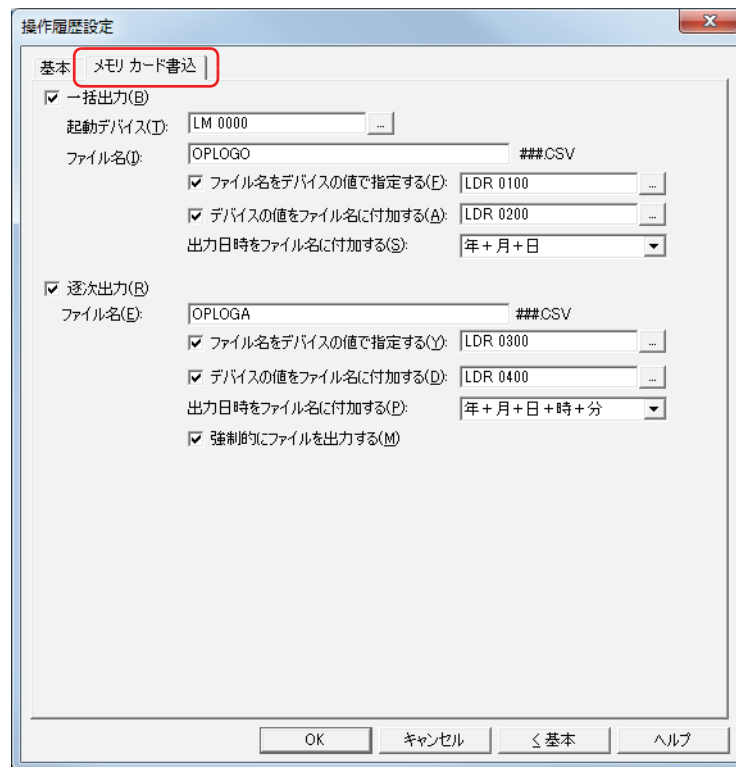 操作履歴設定
基本 メモリ カード書込
一括出力(B)
起動デバイス(T): LM 0000 ...
ファイル名(I): OPLOGO ###.CSV
ファイル名をデバイスの値で指定する(F): LDR 0100 ...
デバイスの値をファイル名に付加する(A): LDR 0200 ...
出力日時をファイル名に付加する(S): 年+月+日
逐次出力(R)
ファイル名(E): OPLOGA ###.CSV
ファイル名をデバイスの値で指定する(Y): LDR 0300 ...
デバイスの値をファイル名に付加する(D): LDR 0400 ...
出力日時をファイル名に付加する(P): 年+月+日+時+分
強制的にファイルを出力する(M)
OK キャンセル < 基本 ヘルプ